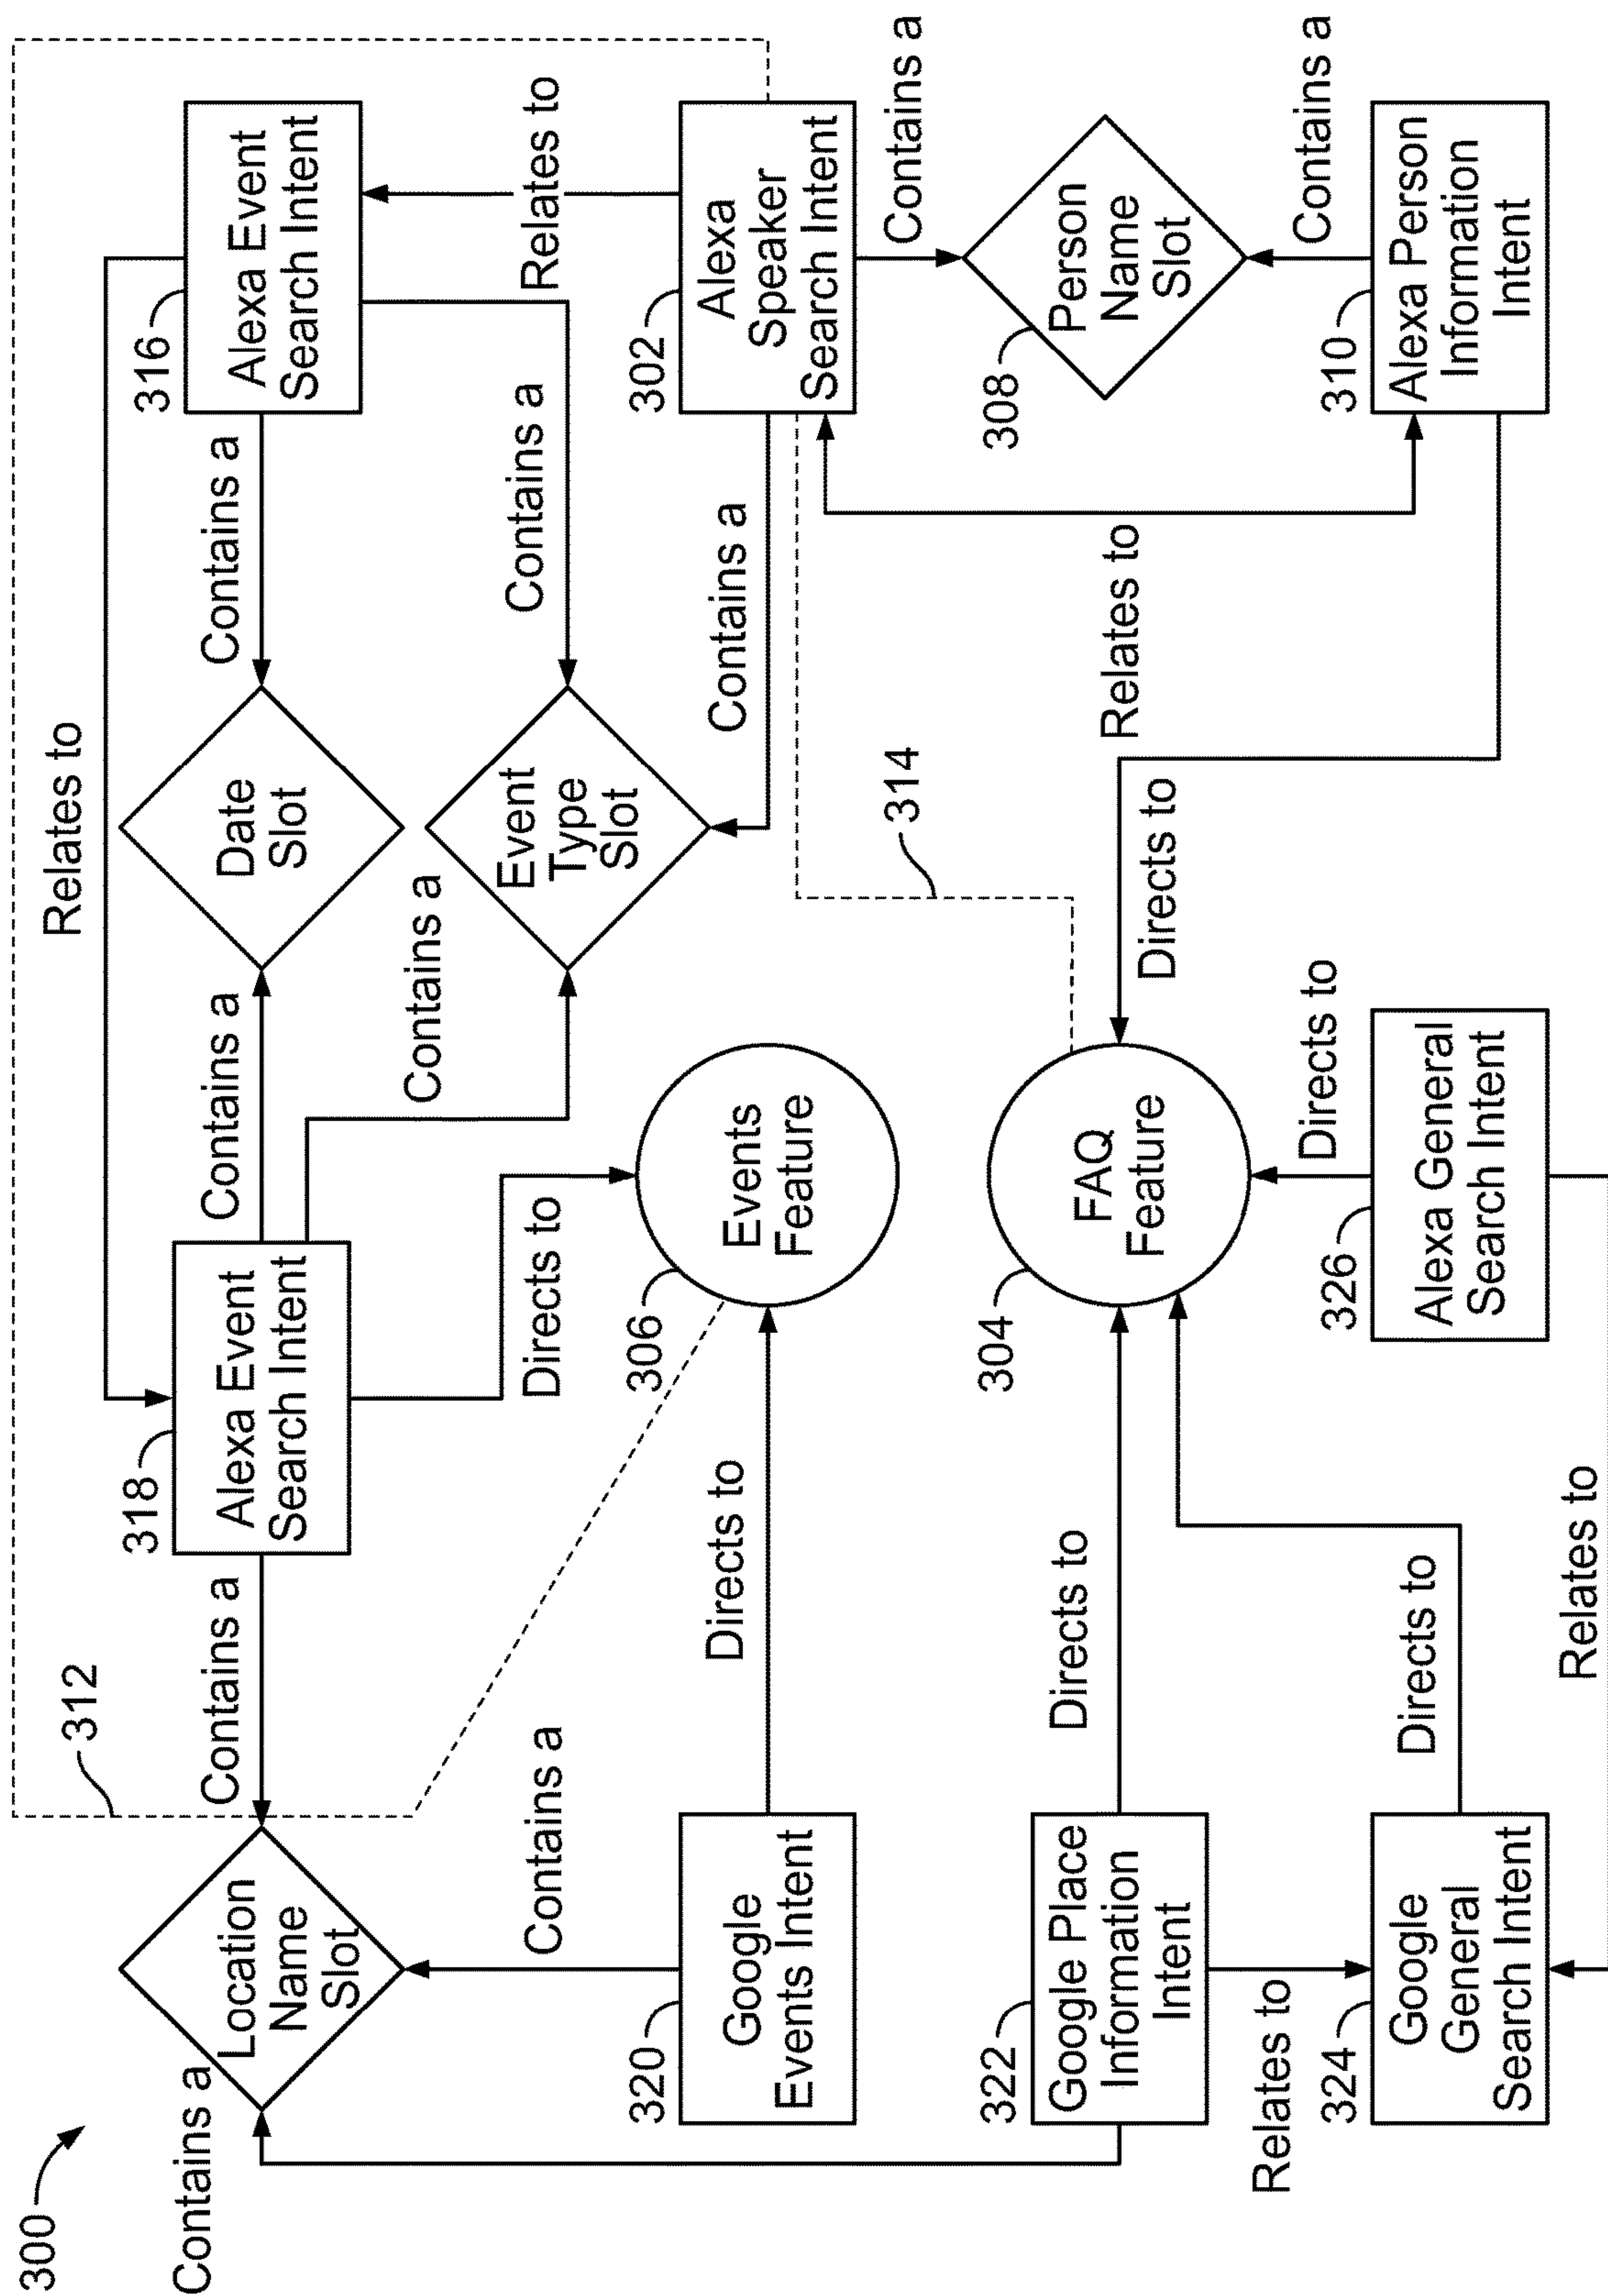 300
312
Relates to
318
316
Contains a
Contains a
Contains a
Contains a
Location
Name
Slot
Alexa Event
Search Intent
Date
Slot
Alexa Event
Search Intent
Contains a
Contains a
Directs to
Contains a
Event
Type
Slot
Contains a
Relates to
320
306
302
Google
Events Intent
Directs to
Events
Feature
Contains a
Alexa
Speaker
Search Intent
314
Contains a
322
304
308
Google Place
Information
Intent
Directs to
FAQ
Feature
Directs to
Relates to
Person
Name
Slot
Relates to
Directs to
Contains a
324
326
310
Google
General
Search Intent
Directs to
Alexa General
Search Intent
Alexa Person
Information
Intent
Relates to